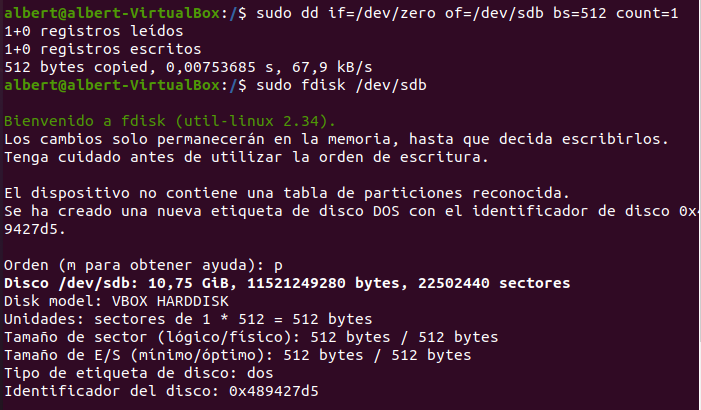 albert@albert-VirtualBox:/$ sudo dd if=/dev/zero of=/dev/sdb bs=512 count=1
1+0 registros leídos
1+0 registros escritos
512 bytes copied, 0,00753685 s, 67,9 kB/s
albert@albert-VirtualBox:/$ sudo fdisk /dev/sdb
Bienvenido a fdisk (util-linux 2.34).
Los cambios solo permanecerán en la memoria, hasta que decida escribirlos.
Tenga cuidado antes de utilizar la orden de escritura.
El dispositivo no contiene una tabla de particiones reconocida.
Se ha creado una nueva etiqueta de disco DOS con el identificador de disco 0x4
9427d5.
Orden (m para obtener ayuda): p
Disco /dev/sdb: 10,75 GiB, 11521249280 bytes, 22502440 sectores
Disk model: VBOX HARDDISK
Unidades: sectores de 1 * 512 = 512 bytes
Tamaño de sector (lógico/físico): 512 bytes / 512 bytes
Tamaño de E/S (mínimo/óptimo): 512 bytes / 512 bytes
Tipo de etiqueta de disco: dos
Identificador del disco: 0x489427d5